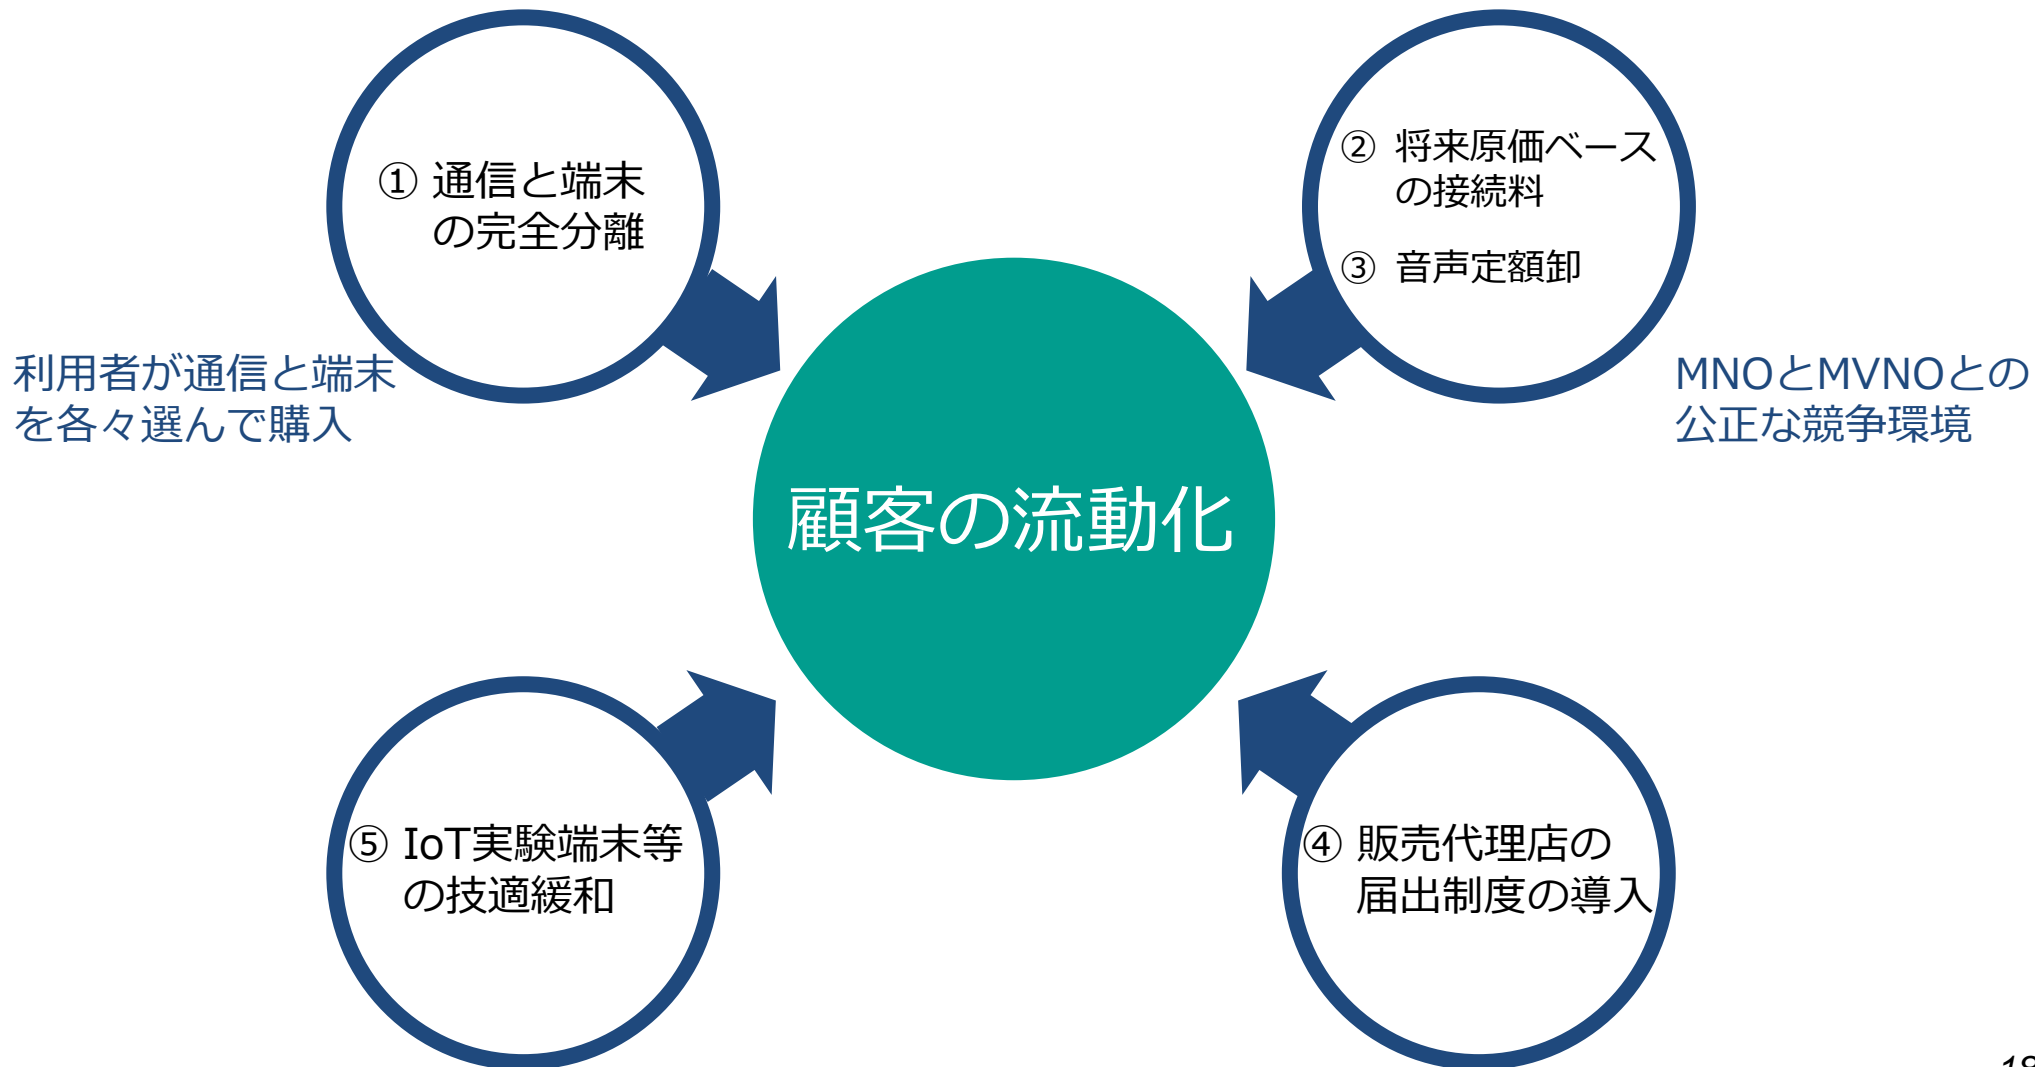 ① 通信と端末
の完全分離
② 将来原価ベース
の接続料
③ 音声定額卸
利用者が通信と端末
を各々選んで購入
MNOとMVNOとの
公正な競争環境
顧客の流動化
⑤ IoT実験端末等
の技適緩和
④ 販売代理店の
届出制度の導入